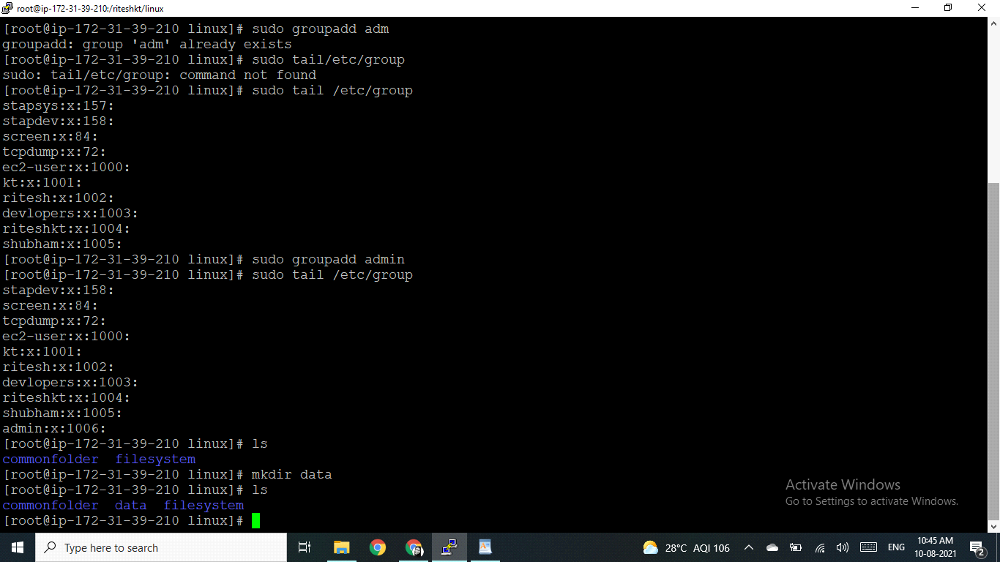 root@ip-172-31-39-210:/riteshkt/linux
[root@ip-172-31-39-210 linux]# sudo groupadd adm
groupadd: group 'adm' already exists
[root@ip-172-31-39-210 linux]# sudo tail/etc/group
sudo: tail/etc/group: command not found
[root@ip-172-31-39-210 linux]# sudo tail /etc/group
stapsys:x:157:
stapdev:x:158:
screen:x:84:
tcpdump:x:72:
ec2-user:x:1000:
kt:x:1001:
ritesh:x:1002:
devlopers:x:1003:
riteshkt:x:1004:
shubham:x:1005:
[root@ip-172-31-39-210 linux]# sudo groupadd admin
[root@ip-172-31-39-210 linux]# sudo tail /etc/group
stapdev:x:158:
screen:x:84:
tcpdump:x:72:
ec2-user:x:1000:
kt:x:1001:
ritesh:x:1002:
devlopers:x:1003:
riteshkt:x:1004:
shubham:x:1005:
admin:x:1006:
[root@ip-172-31-39-210 linux]# ls
commonfolder  filesystem
[root@ip-172-31-39-210 linux]# mkdir data
[root@ip-172-31-39-210 linux]# ls
commonfolder  data  filesystem
[root@ip-172-31-39-210 linux]#
Activate Windows
Go to Settings to activate Windows.
Type here to search
28°C AQI 106
ENG
10:45 AM
10-08-2021
2